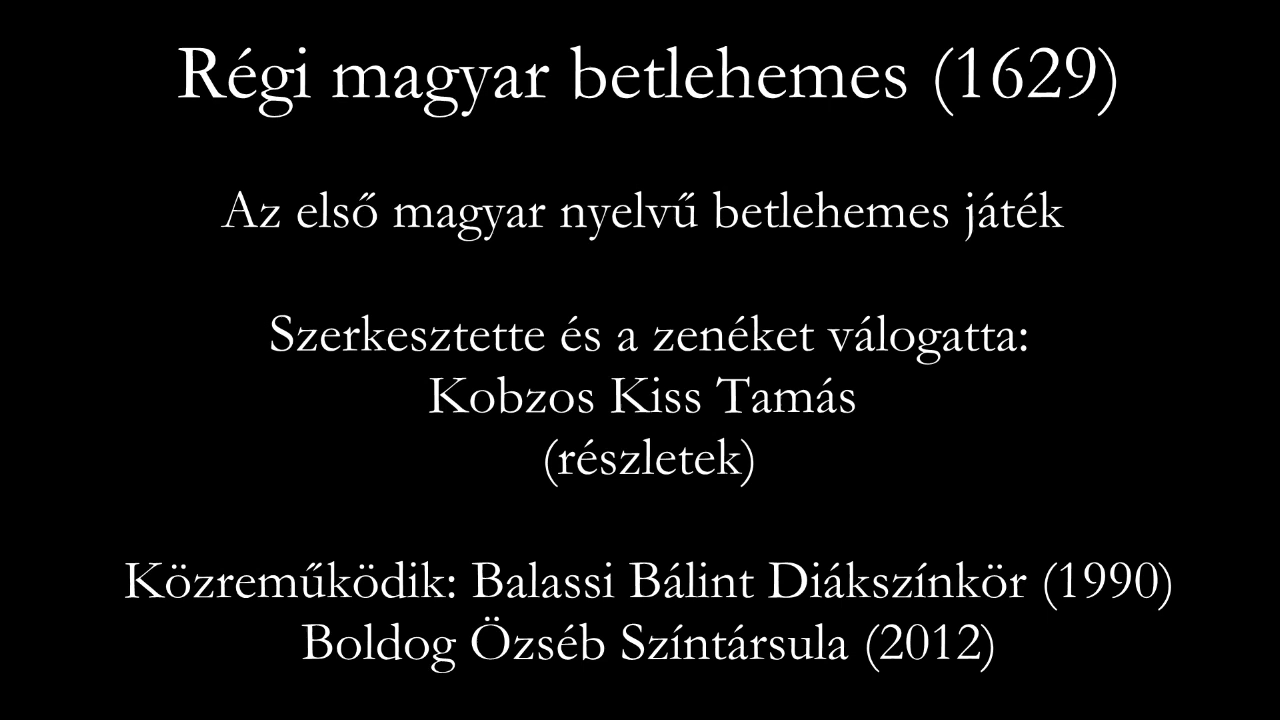 Régi magyar betlehemes (1629)
Az első magyar nyelvű betlehemes játék
Szerkesztette és a zenéket válogatta:
Kobzos Kiss Tamás
(részletek)
Közreműködik: Balassi Bálint Diákszínkör (1990)
Boldog Özséb Színtársula (2012)